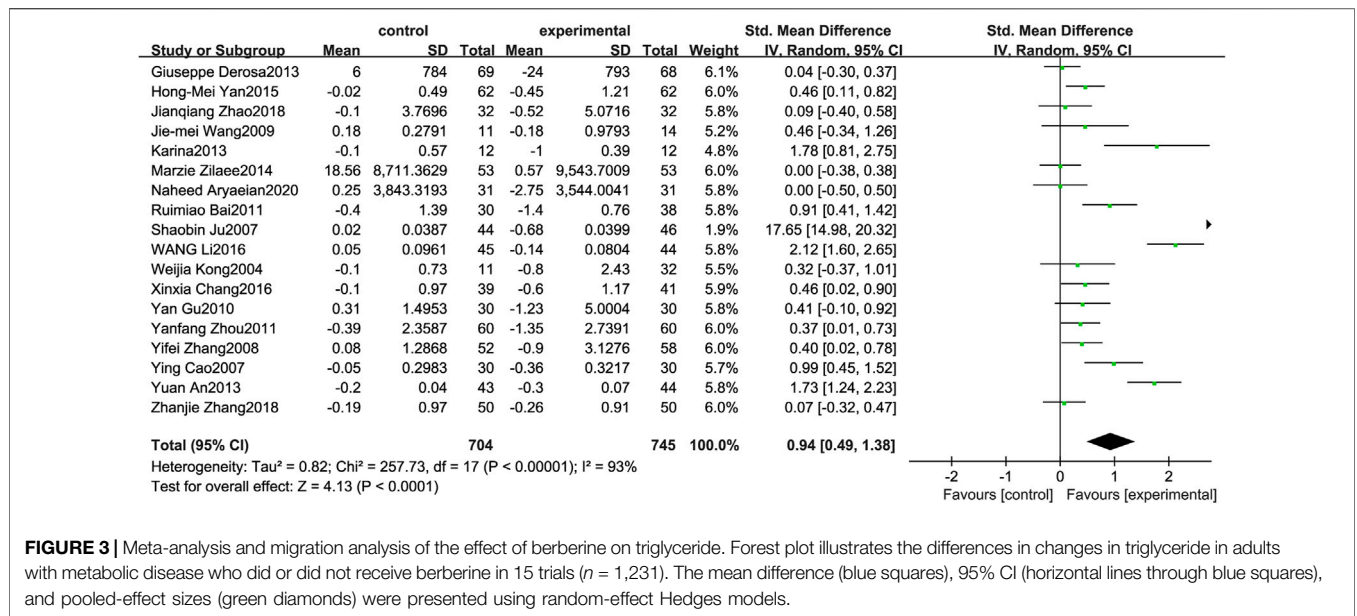 control experimental Std. Mean Difference Std. Mean Difference
Study or Subgroup Mean SD Total Mean SD Total Weight IV, Random, 95% CI IV, Random, 95% CI
Giuseppe Derosa2013 6 784 69 -24 793 68 6.1% 0.04 [-0.30, 0.37]
Hong-Mei Yan2015 -0.02 0.49 62 -0.45 1.21 62 6.0% 0.46 [0.11, 0.82]
Jianqiang Zhao2018 -0.1 3.7696 32 -0.52 5.0716 32 5.8% 0.09 [-0.40, 0.58]
Jie-mei Wang2009 0.18 0.2791 11 -0.18 0.9793 14 5.2% 0.46 [-0.34, 1.26]
Karina2013 -0.1 0.57 12 -1 0.39 12 4.8% 1.78 [0.81, 2.75]
Marzie Zilaee2014 18.56 8,711.3629 53 0.57 9,543.7009 53 6.0% 0.00 [-0.38, 0.38]
Naheed Aryaeian2020 0.25 3,843.3193 31 -2.75 3,544.0041 31 5.8% 0.00 [-0.50, 0.50]
Ruimiao Bai2011 -0.4 1.39 30 -1.4 0.76 38 5.8% 0.91 [0.41, 1.42]
Shaobin Ju2007 0.02 0.0387 44 -0.68 0.0399 46 1.9% 17.65 [14.98, 20.32]
WANG Li2016 0.05 0.0961 45 -0.14 0.0804 44 5.8% 2.12 [1.60, 2.65]
Weijia Kong2004 -0.1 0.73 11 -0.8 2.43 32 5.5% 0.32 [-0.37, 1.01]
Xinxia Chang2016 -0.1 0.97 39 -0.6 1.17 41 5.9% 0.46 [0.02, 0.90]
Yan Gu2010 0.31 1.4953 30 -1.23 5.0004 30 5.8% 0.41 [-0.10, 0.92]
Yanfang Zhou2011 -0.39 2.3587 60 -1.35 2.7391 60 6.0% 0.37 [0.01, 0.73]
Yifei Zhang2008 0.08 1.2868 52 -0.9 3.1276 58 6.0% 0.40 [0.02, 0.78]
Ying Cao2007 -0.05 0.2983 30 -0.36 0.3217 30 5.7% 0.99 [0.45, 1.52]
Yuan An2013 -0.2 0.04 43 -0.3 0.07 44 5.8% 1.73 [1.24, 2.23]
Zhanjie Zhang2018 -0.19 0.97 50 -0.26 0.91 50 6.0% 0.07 [-0.32, 0.47]
Total (95% CI) 704 745 100.0% 0.94 [0.49, 1.38]
Heterogeneity: Tau² = 0.82; Chi² = 257.73, df = 17 (P < 0.00001); I² = 93%
Test for overall effect: Z = 4.13 (P < 0.0001)
-2 -1 0 1 2
Favours [control] Favours [experimental]
FIGURE 3 | Meta-analysis and migration analysis of the effect of berberine on triglyceride. Forest plot illustrates the differences in changes in triglyceride in adults
with metabolic disease who did or did not receive berberine in 15 trials (n = 1,231). The mean difference (blue squares), 95% CI (horizontal lines through blue squares),
and pooled-effect sizes (green diamonds) were presented using random-effect Hedges models.